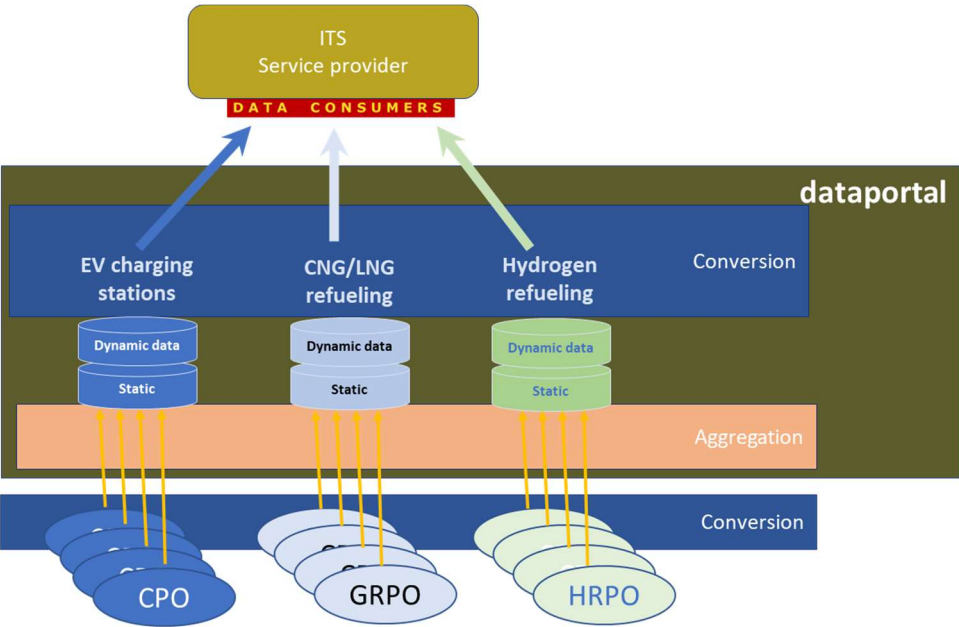 ITS
Service provider
DATA CONSUMERS
dataportal
EV charging
stations
CNG/LNG
refueling
Hydrogen
refueling
Conversion
Dynamic data
Dynamic data
Dynamic data
Static
Static
Static
Aggregation
Conversion
CPO
GRPO
HRPO